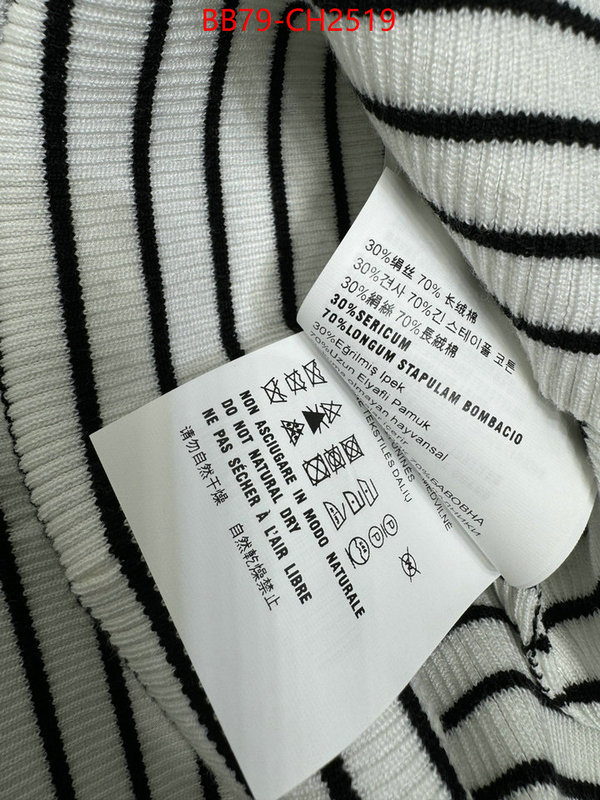 BB79-CH2519
30%绢丝 70% 长绒棉
30%견사 70%긴 스테이플 코튼
30%絹絲 70%長絨棉
30%SERICUM
70%LONGUM STAPULAM BOMBACIO
30%Eğrilmiş İpek
70%Uzun Elyaflı Pamuk
olmayan hayvansal
içerir
NON ASCIUGARE IN MODO NATURALE
DO NOT NATURAL DRY
NE PAS SÉCHER À L'AIR LIBRE
请勿自然干燥 自然乾燥禁止
P
P